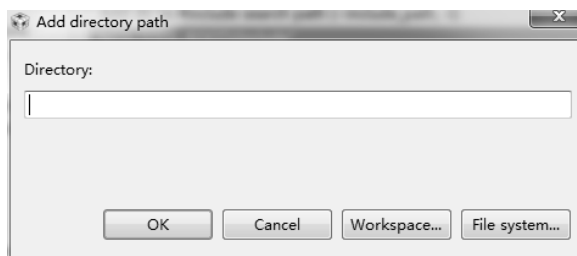 Add directory path
Directory:
OK
Cancel
Workspace...
File system...